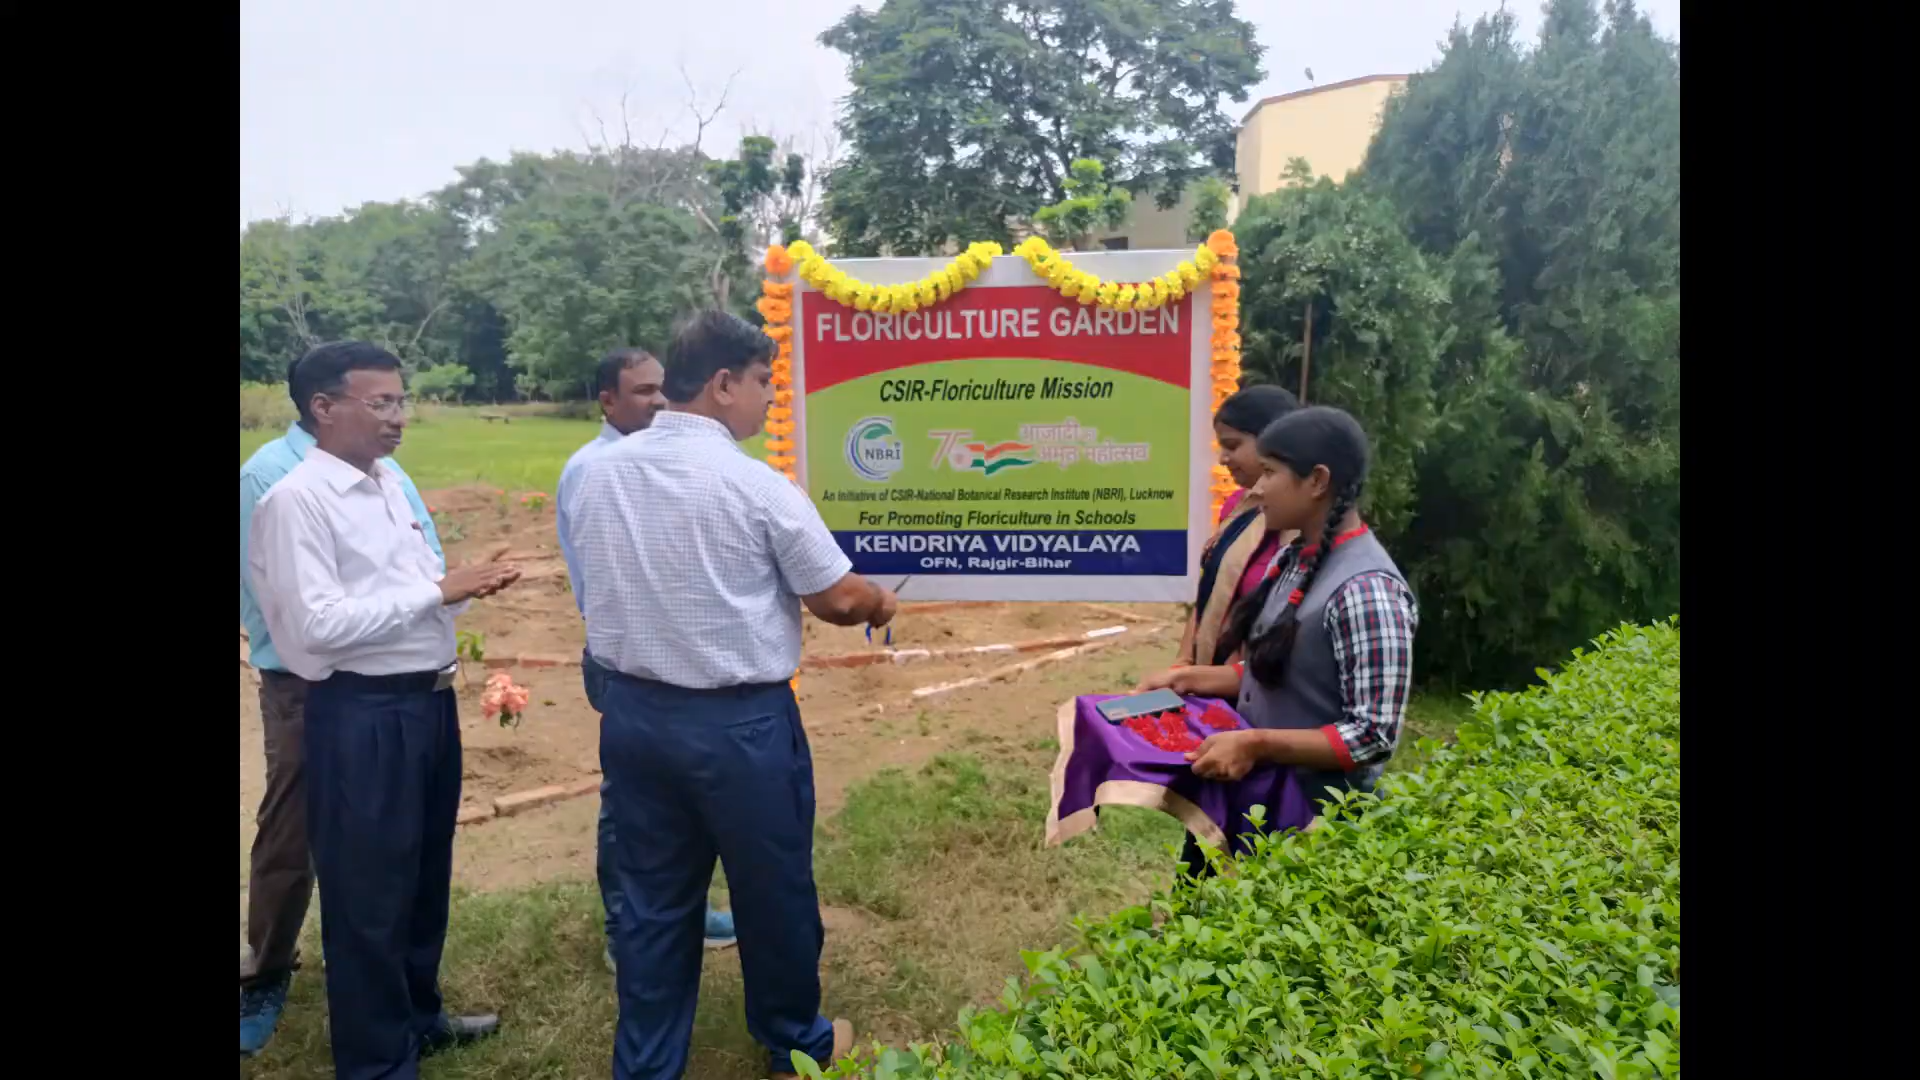 FLORICULTURE GARDEN
CSIR-Floriculture Mission
NBRI
75
आज़ादी का
अमृत महोत्सव
An Initiative of CSIR-National Botanical Research Institute (NBRI), Lucknow
For Promoting Floriculture in Schools
KENDRIYA VIDYALAYA
OFN, Rajgir-Bihar